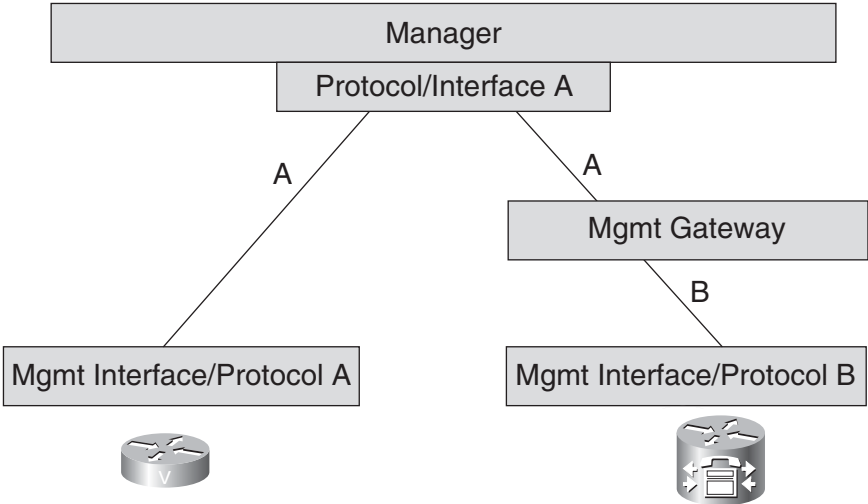 Manager
Protocol/Interface A
A
A
Mgmt Gateway
B
Mgmt Interface/Protocol A
Mgmt Interface/Protocol B
V